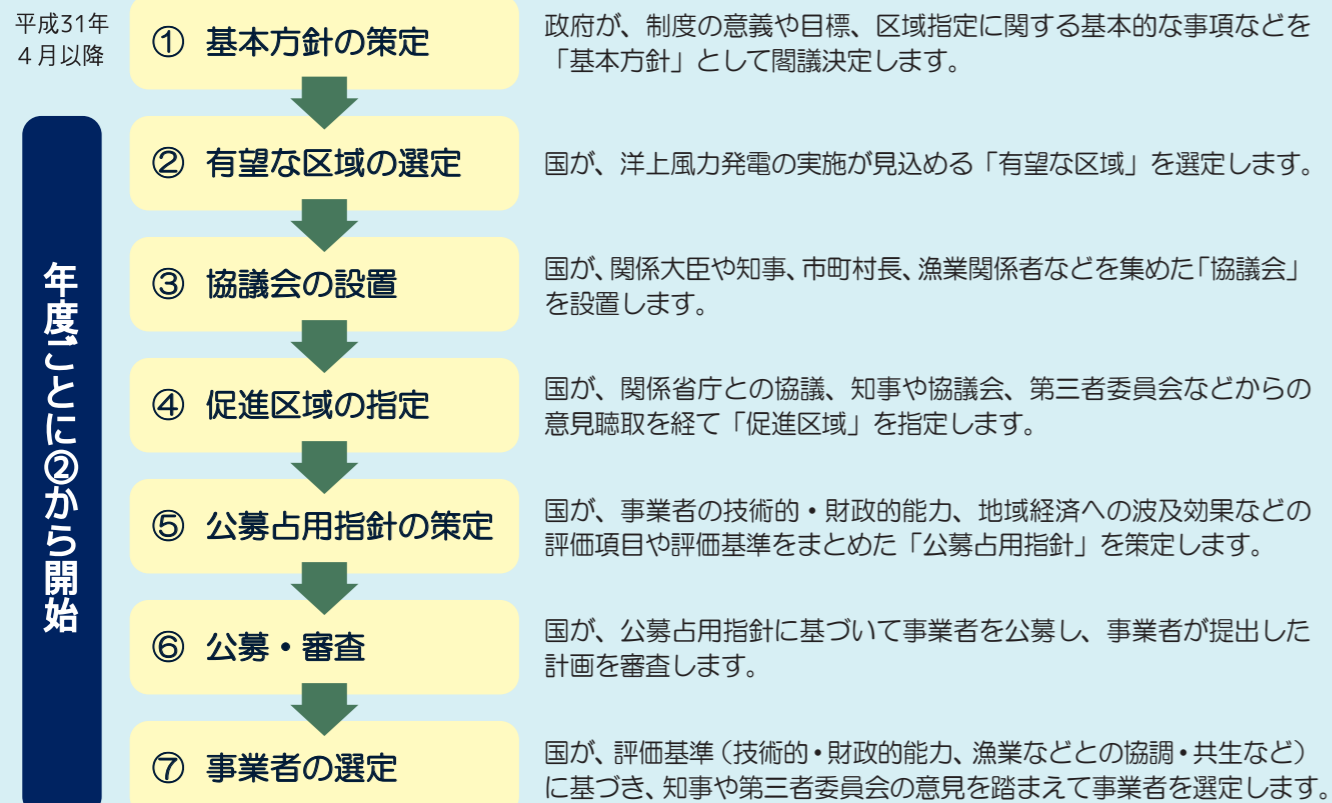 平成31年
４月以降
① 基本方針の策定
政府が、制度の意義や目標、区域指定に関する基本的な事項などを
「基本方針」として閣議決定します。
年度ごとに②から開始
② 有望な区域の選定
国が、洋上風力発電の実施が見込める「有望な区域」を選定します。
③ 協議会の設置
国が、関係大臣や知事、市町村長、漁業関係者などを集めた「協議会」
を設置します。
④ 促進区域の指定
国が、関係省庁との協議、知事や協議会、第三者委員会などからの
意見聴取を経て「促進区域」を指定します。
⑤ 公募占用指針の策定
国が、事業者の技術的・財政的能力、地域経済への波及効果などの
評価項目や評価基準をまとめた「公募占用指針」を策定します。
⑥ 公募・審査
国が、公募占用指針に基づいて事業者を公募し、事業者が提出した
計画を審査します。
⑦ 事業者の選定
国が、評価基準（技術的・財政的能力、漁業などとの協調・共生など）
に基づき、知事や第三者委員会の意見を踏まえて事業者を選定します。